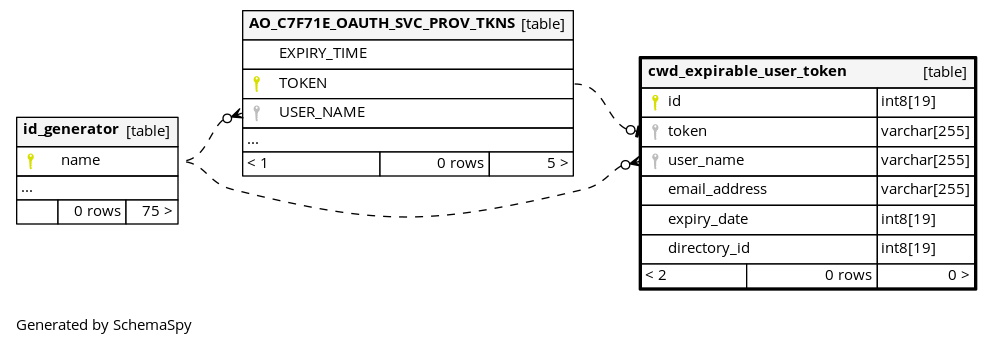 AO_C7F71E_OAUTH_SVC_PROV_TKNS [table]
EXPIRY_TIME
TOKEN
USER_NAME
...
< 1 0 rows 5 >
id_generator [table]
name
...
0 rows 75 >
cwd_expirable_user_token [table]
id int8[19]
token varchar[255]
user_name varchar[255]
email_address varchar[255]
expiry_date int8[19]
directory_id int8[19]
< 2 0 rows 0 >
Generated by SchemaSpy